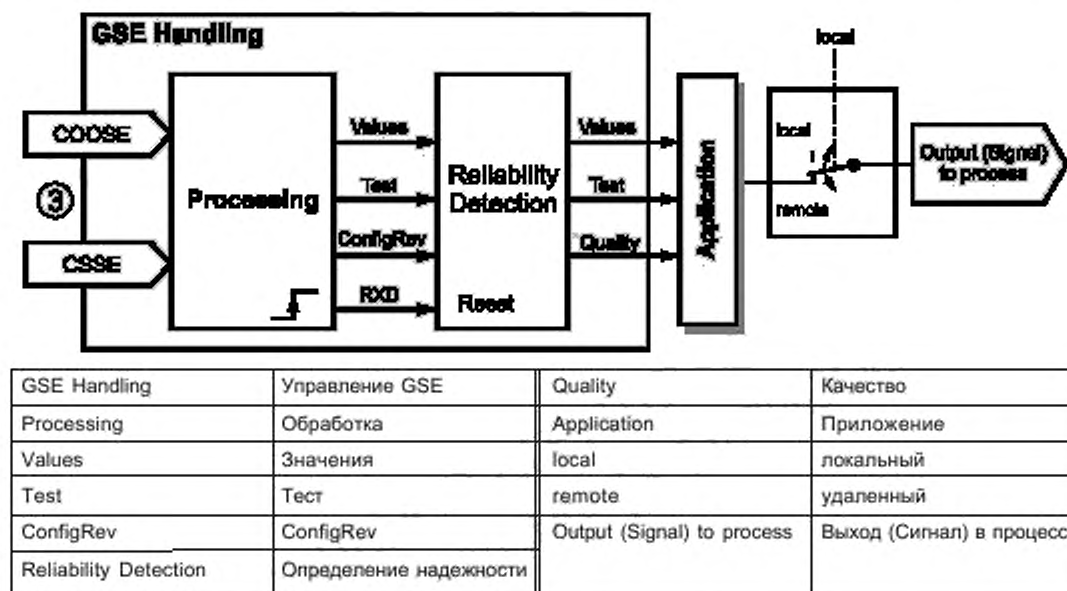 GSE Handling
local
COOSE
Values
Values
local
Output (Signal)
to process
3
Processing
Test
Reliability
Detection
Test
Application
remote
ConfigRev
Quality
CSSE
RXD
Reset
GSE Handling Управление GSE Quality Качество
Processing Обработка Application Приложение
Values Значения local локальный
Test Тест remote удаленный
ConfigRev ConfigRev Output (Signal) to process Выход (Сигнал) в процесс
Reliability Detection Определение надежности